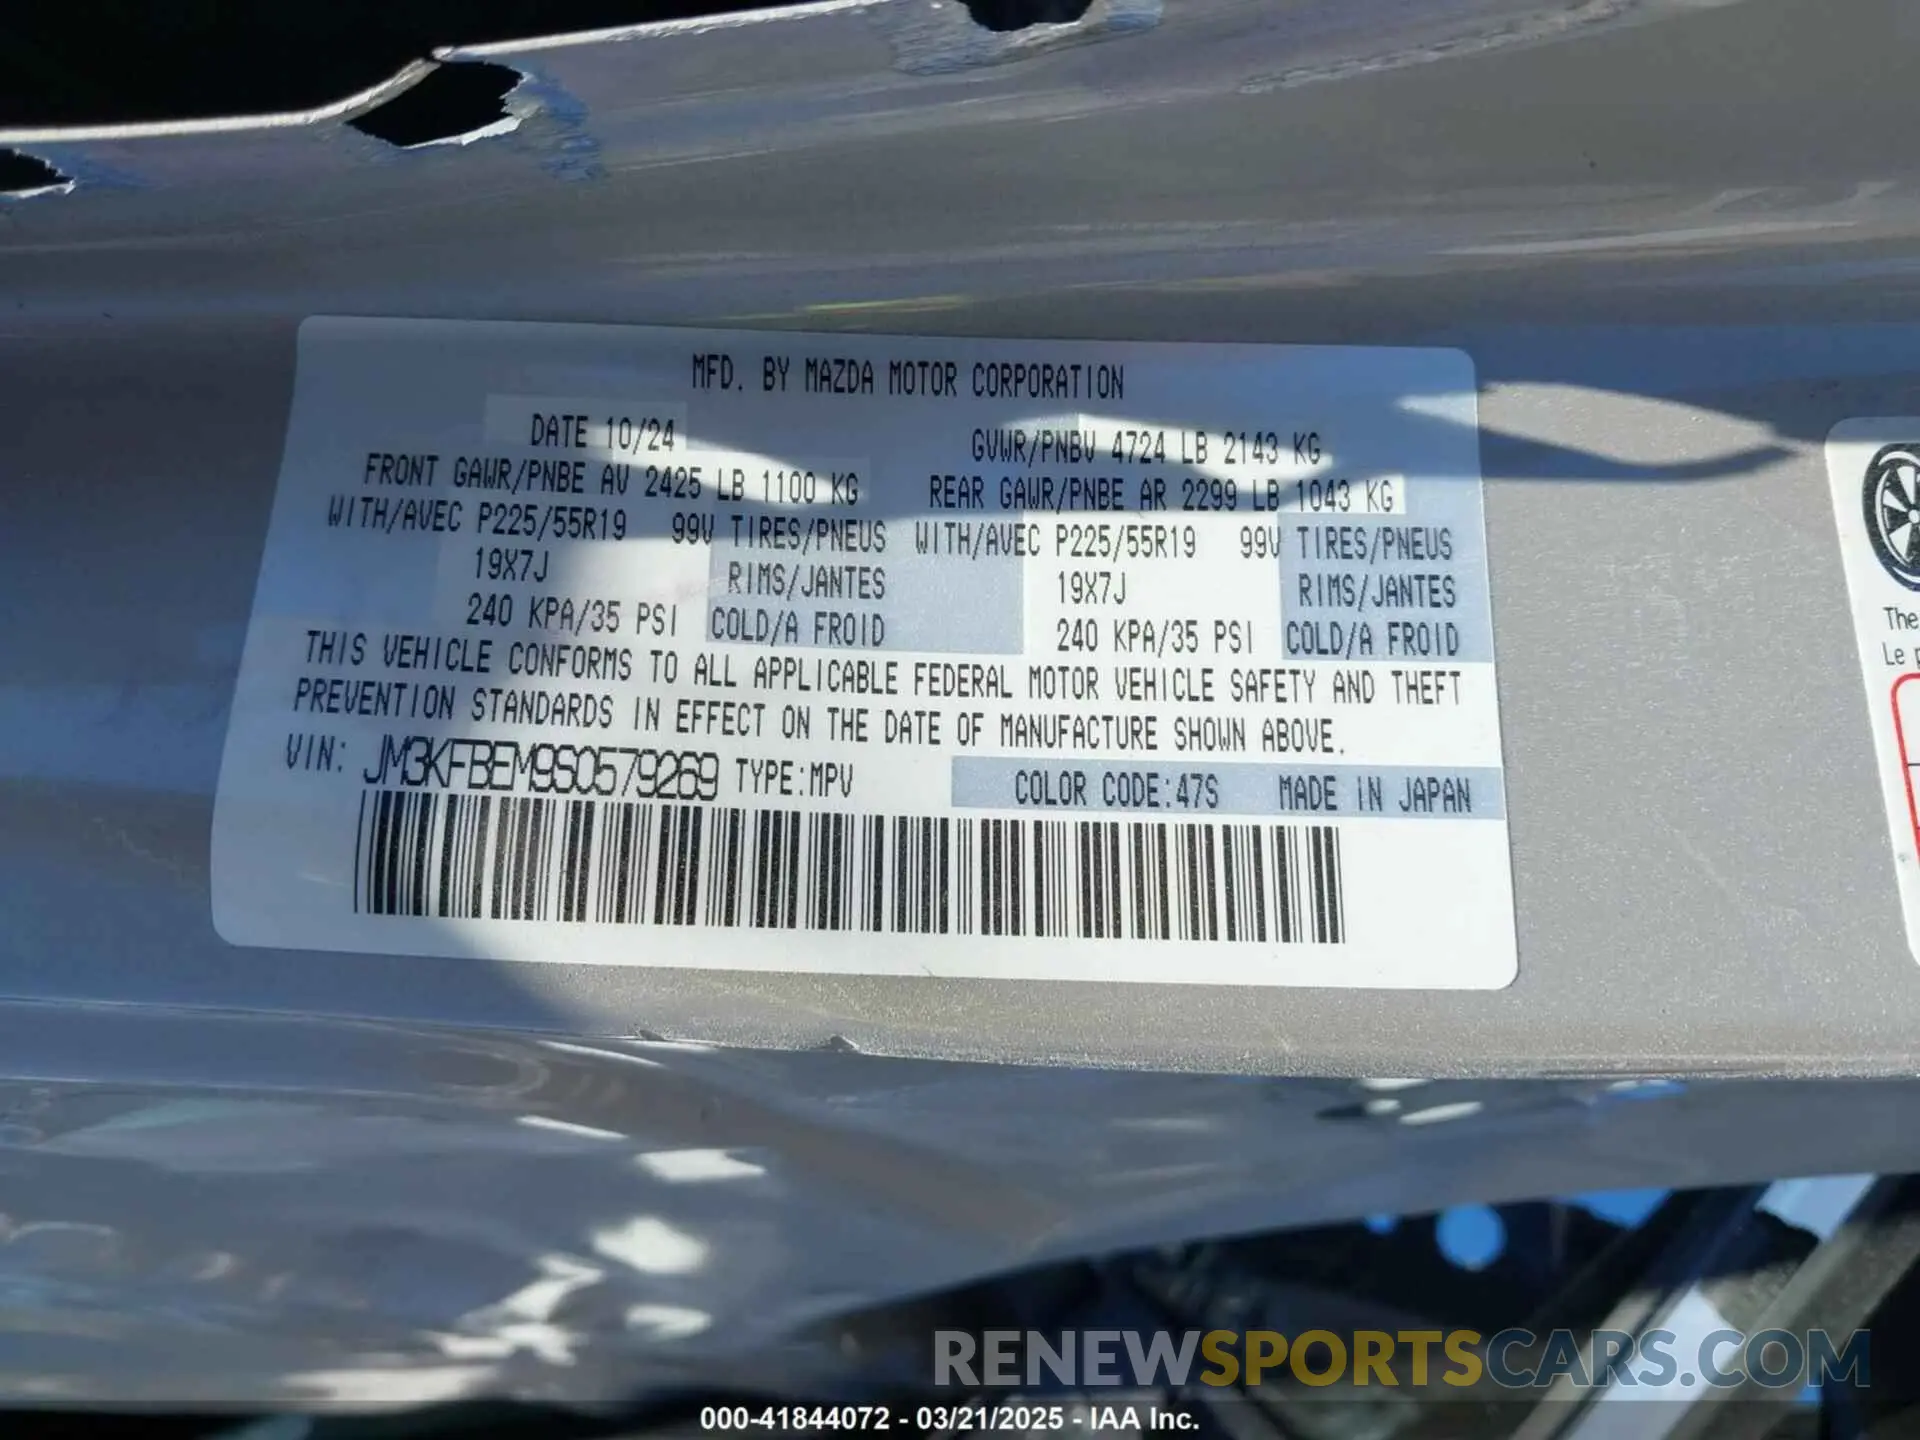 MFD. BY MAZDA MOTOR CORPORATION
DATE 10/24 GVWR/PNBV 4724 LB 2143 KG
FRONT GAWR/PNBE AV 2425 LB 1100 KG REAR GAWR/PNBE AR 2299 LB 1043 KG
WITH/AVEC P225/55R19 99V TIRES/PNEUS WITH/AVEC P225/55R19 99V TIRES/PNEUS
19X7J RIMS/JANTES 19X7J RIMS/JANTES
240 KPA/35 PSI COLD/A FROID 240 KPA/35 PSI COLD/A FROID
THIS VEHICLE CONFORMS TO ALL APPLICABLE FEDERAL MOTOR VEHICLE SAFETY AND THEFT
PREVENTION STANDARDS IN EFFECT ON THE DATE OF MANUFACTURE SHOWN ABOVE.
VIN: JM3KFBEM9S0579269 TYPE:MPV COLOR CODE:47S MADE IN JAPAN
The
Le
RENEWSPORTSCARS.COM
000-41844072 - 03/21/2025 - IAA Inc.